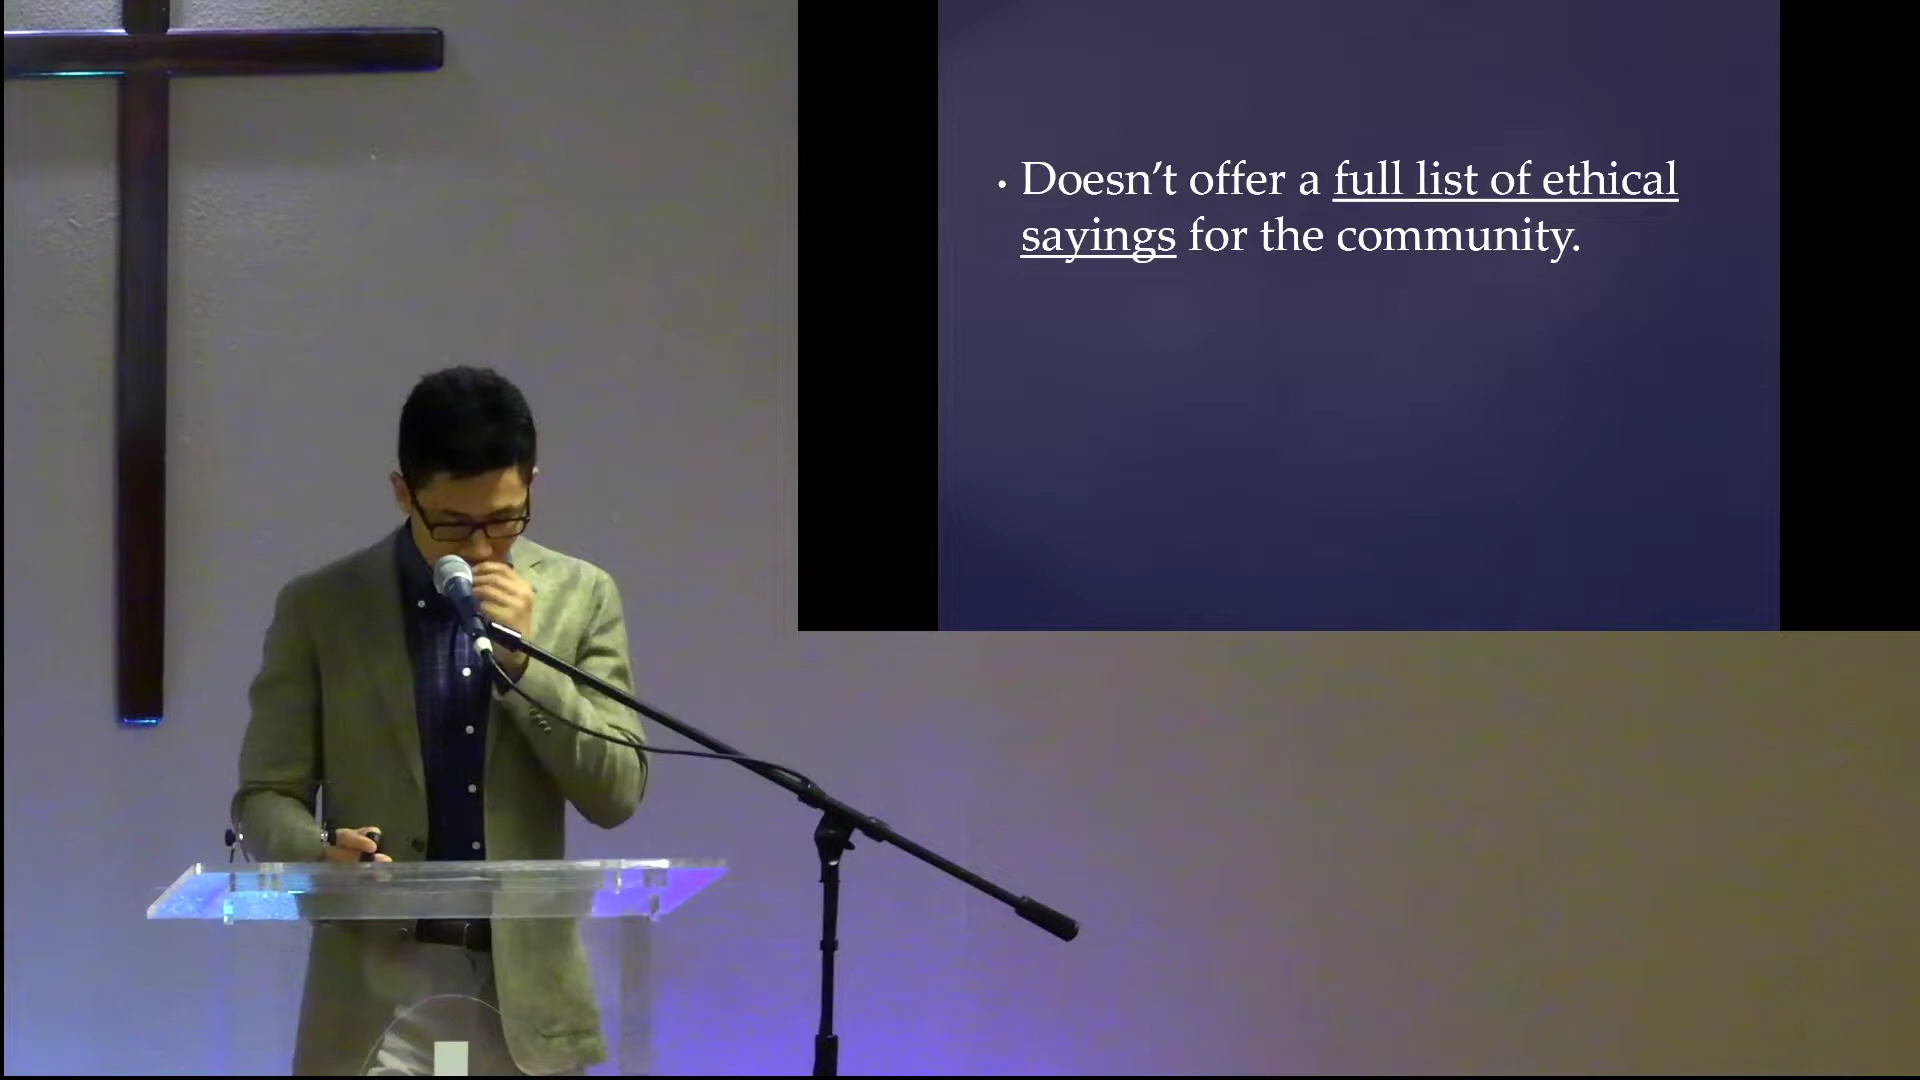 • Doesn’t offer a full list of ethical
sayings for the community.